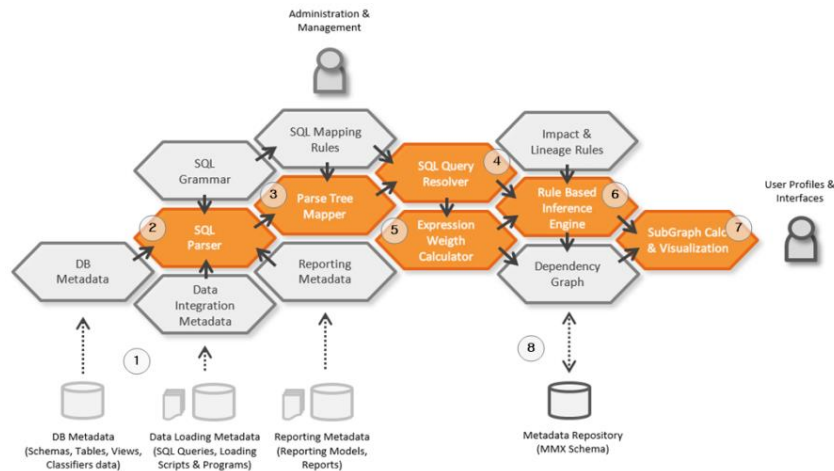 Administration &
Management
SQL Mapping
Rules
Impact &
Lineage Rules
SQL
Grammar
SQL Query
Resolver
4
3
Parse Tree
Mapper
Rule Based
Inference
Engine
6
User Profiles &
Interfaces
2
SQL
Parser
5
Expression
Weigth
Calculator
SubGraph Calc
& Visualization
7
DB
Metadata
Reporting
Metadata
Dependency
Graph
Data
Integration
Metadata
1
8
DB Metadata
(Schemas, Tables, Views,
Classifiers data)
Data Loading Metadata
(SQL Queries, Loading
Scripts & Programs)
Reporting Metadata
(Reporting Models,
Reports)
Metadata Repository
(MMX Schema)